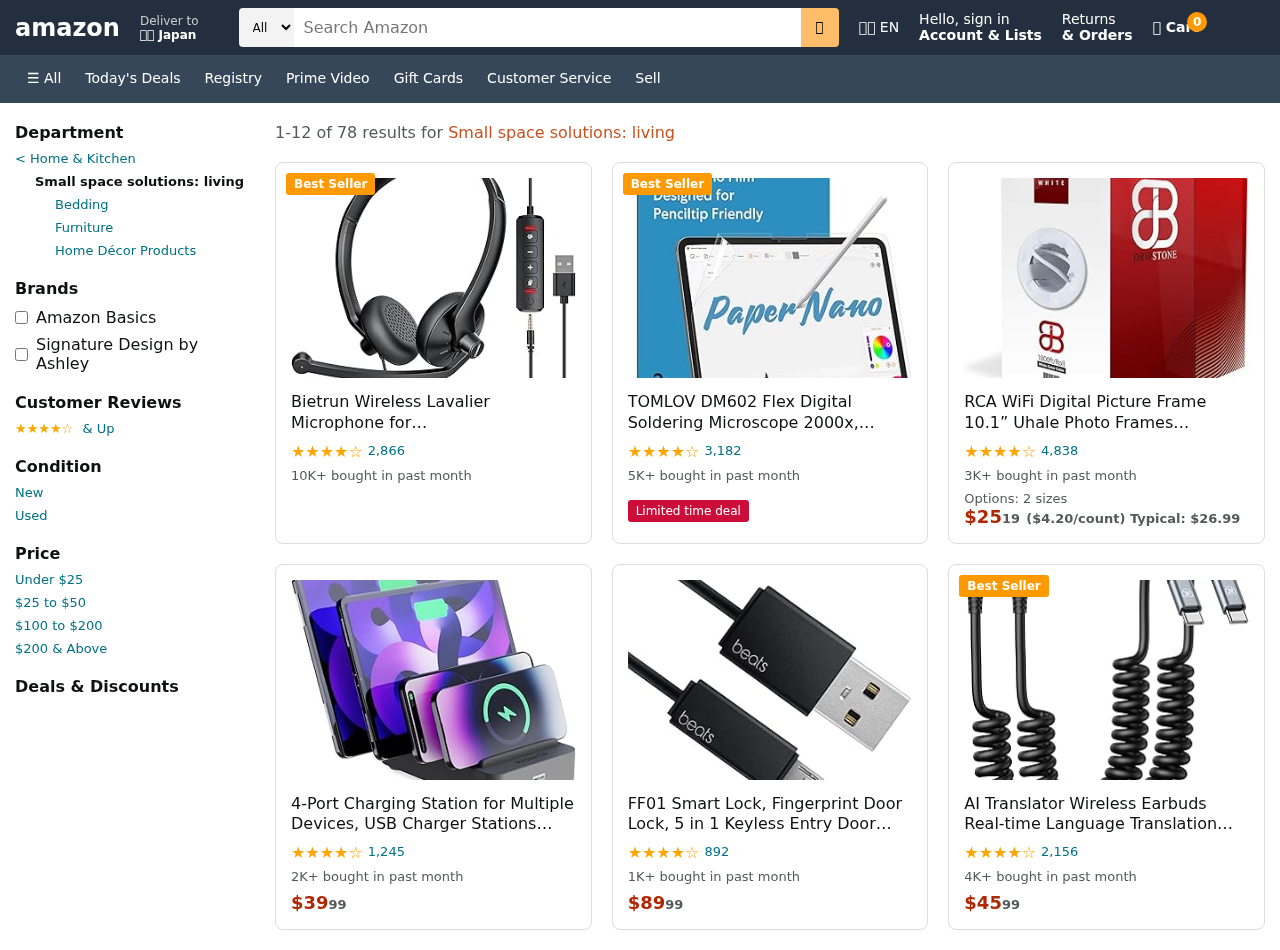 amazon
Deliver to
Japan
All
Search Amazon
EN
Hello, sign in
Account & Lists
Returns
& Orders
0
☰ All
Today's Deals
Registry
Prime Video
Gift Cards
Customer Service
Sell
Department
< Home & Kitchen
Small space solutions: living
Bedding
Furniture
Home Décor Products
Brands
Amazon Basics
Signature Design by
Ashley
Customer Reviews
★★★★☆ & Up
Condition
New
Used
Price
Under $25
$25 to $50
$100 to $200
$200 & Above
Deals & Discounts
1-12 of 78 results for Small space solutions: living
Best Seller
Bietrun Wireless Lavalier
Microphone for...
★★★★☆ 2,866
10K+ bought in past month
Best Seller
Designed for
Penciltip Friendly
Paper Nano
TOMLOV DM602 Flex Digital
Soldering Microscope 2000x,...
★★★★☆ 3,182
5K+ bought in past month
Limited time deal
WHITE
DRIPSTONE
1000ft/Roll
RCA WiFi Digital Picture Frame
10.1” Uhale Photo Frames...
★★★★☆ 4,838
3K+ bought in past month
Options: 2 sizes
$25 19 ($4.20/count) Typical: $26.99
4-Port Charging Station for Multiple
Devices, USB Charger Stations...
★★★★☆ 1,245
2K+ bought in past month
$39 99
beats
beats
FF01 Smart Lock, Fingerprint Door
Lock, 5 in 1 Keyless Entry Door...
★★★★☆ 892
1K+ bought in past month
$89 99
Best Seller
AI Translator Wireless Earbuds
Real-time Language Translation...
★★★★☆ 2,156
4K+ bought in past month
$45 99